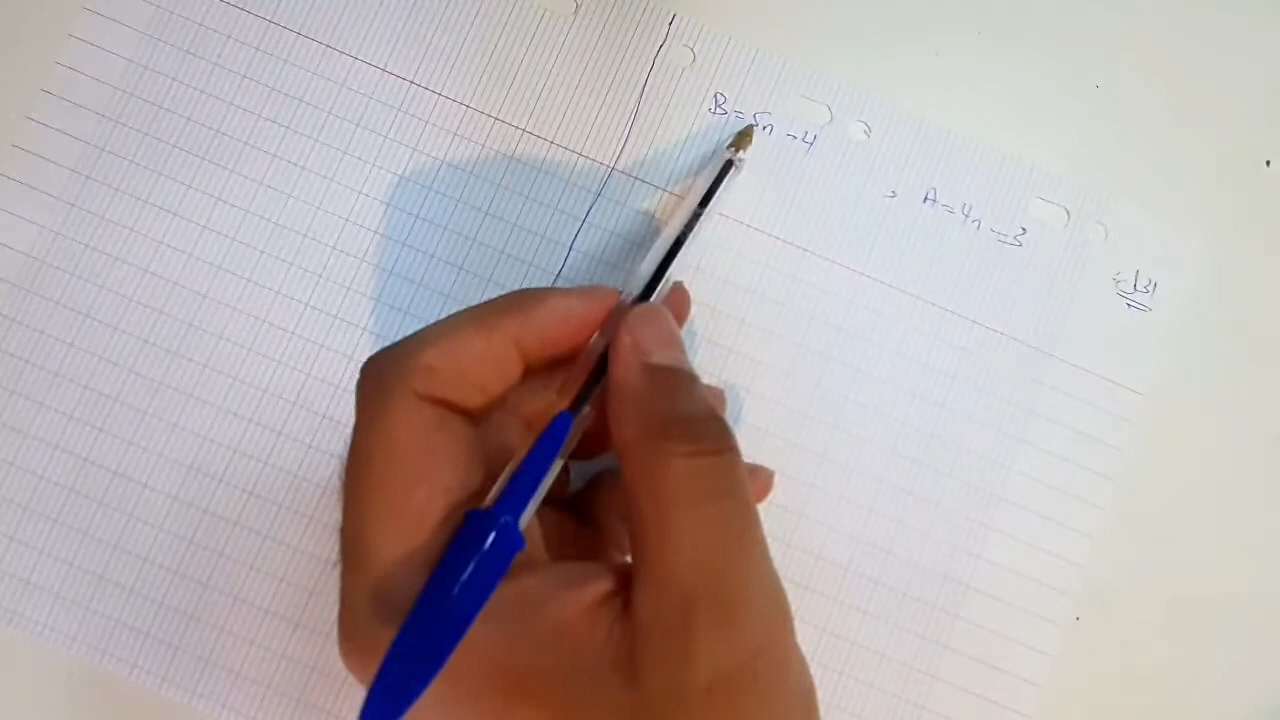 الحل:
A = 4n - 3 , B = 5n - 4